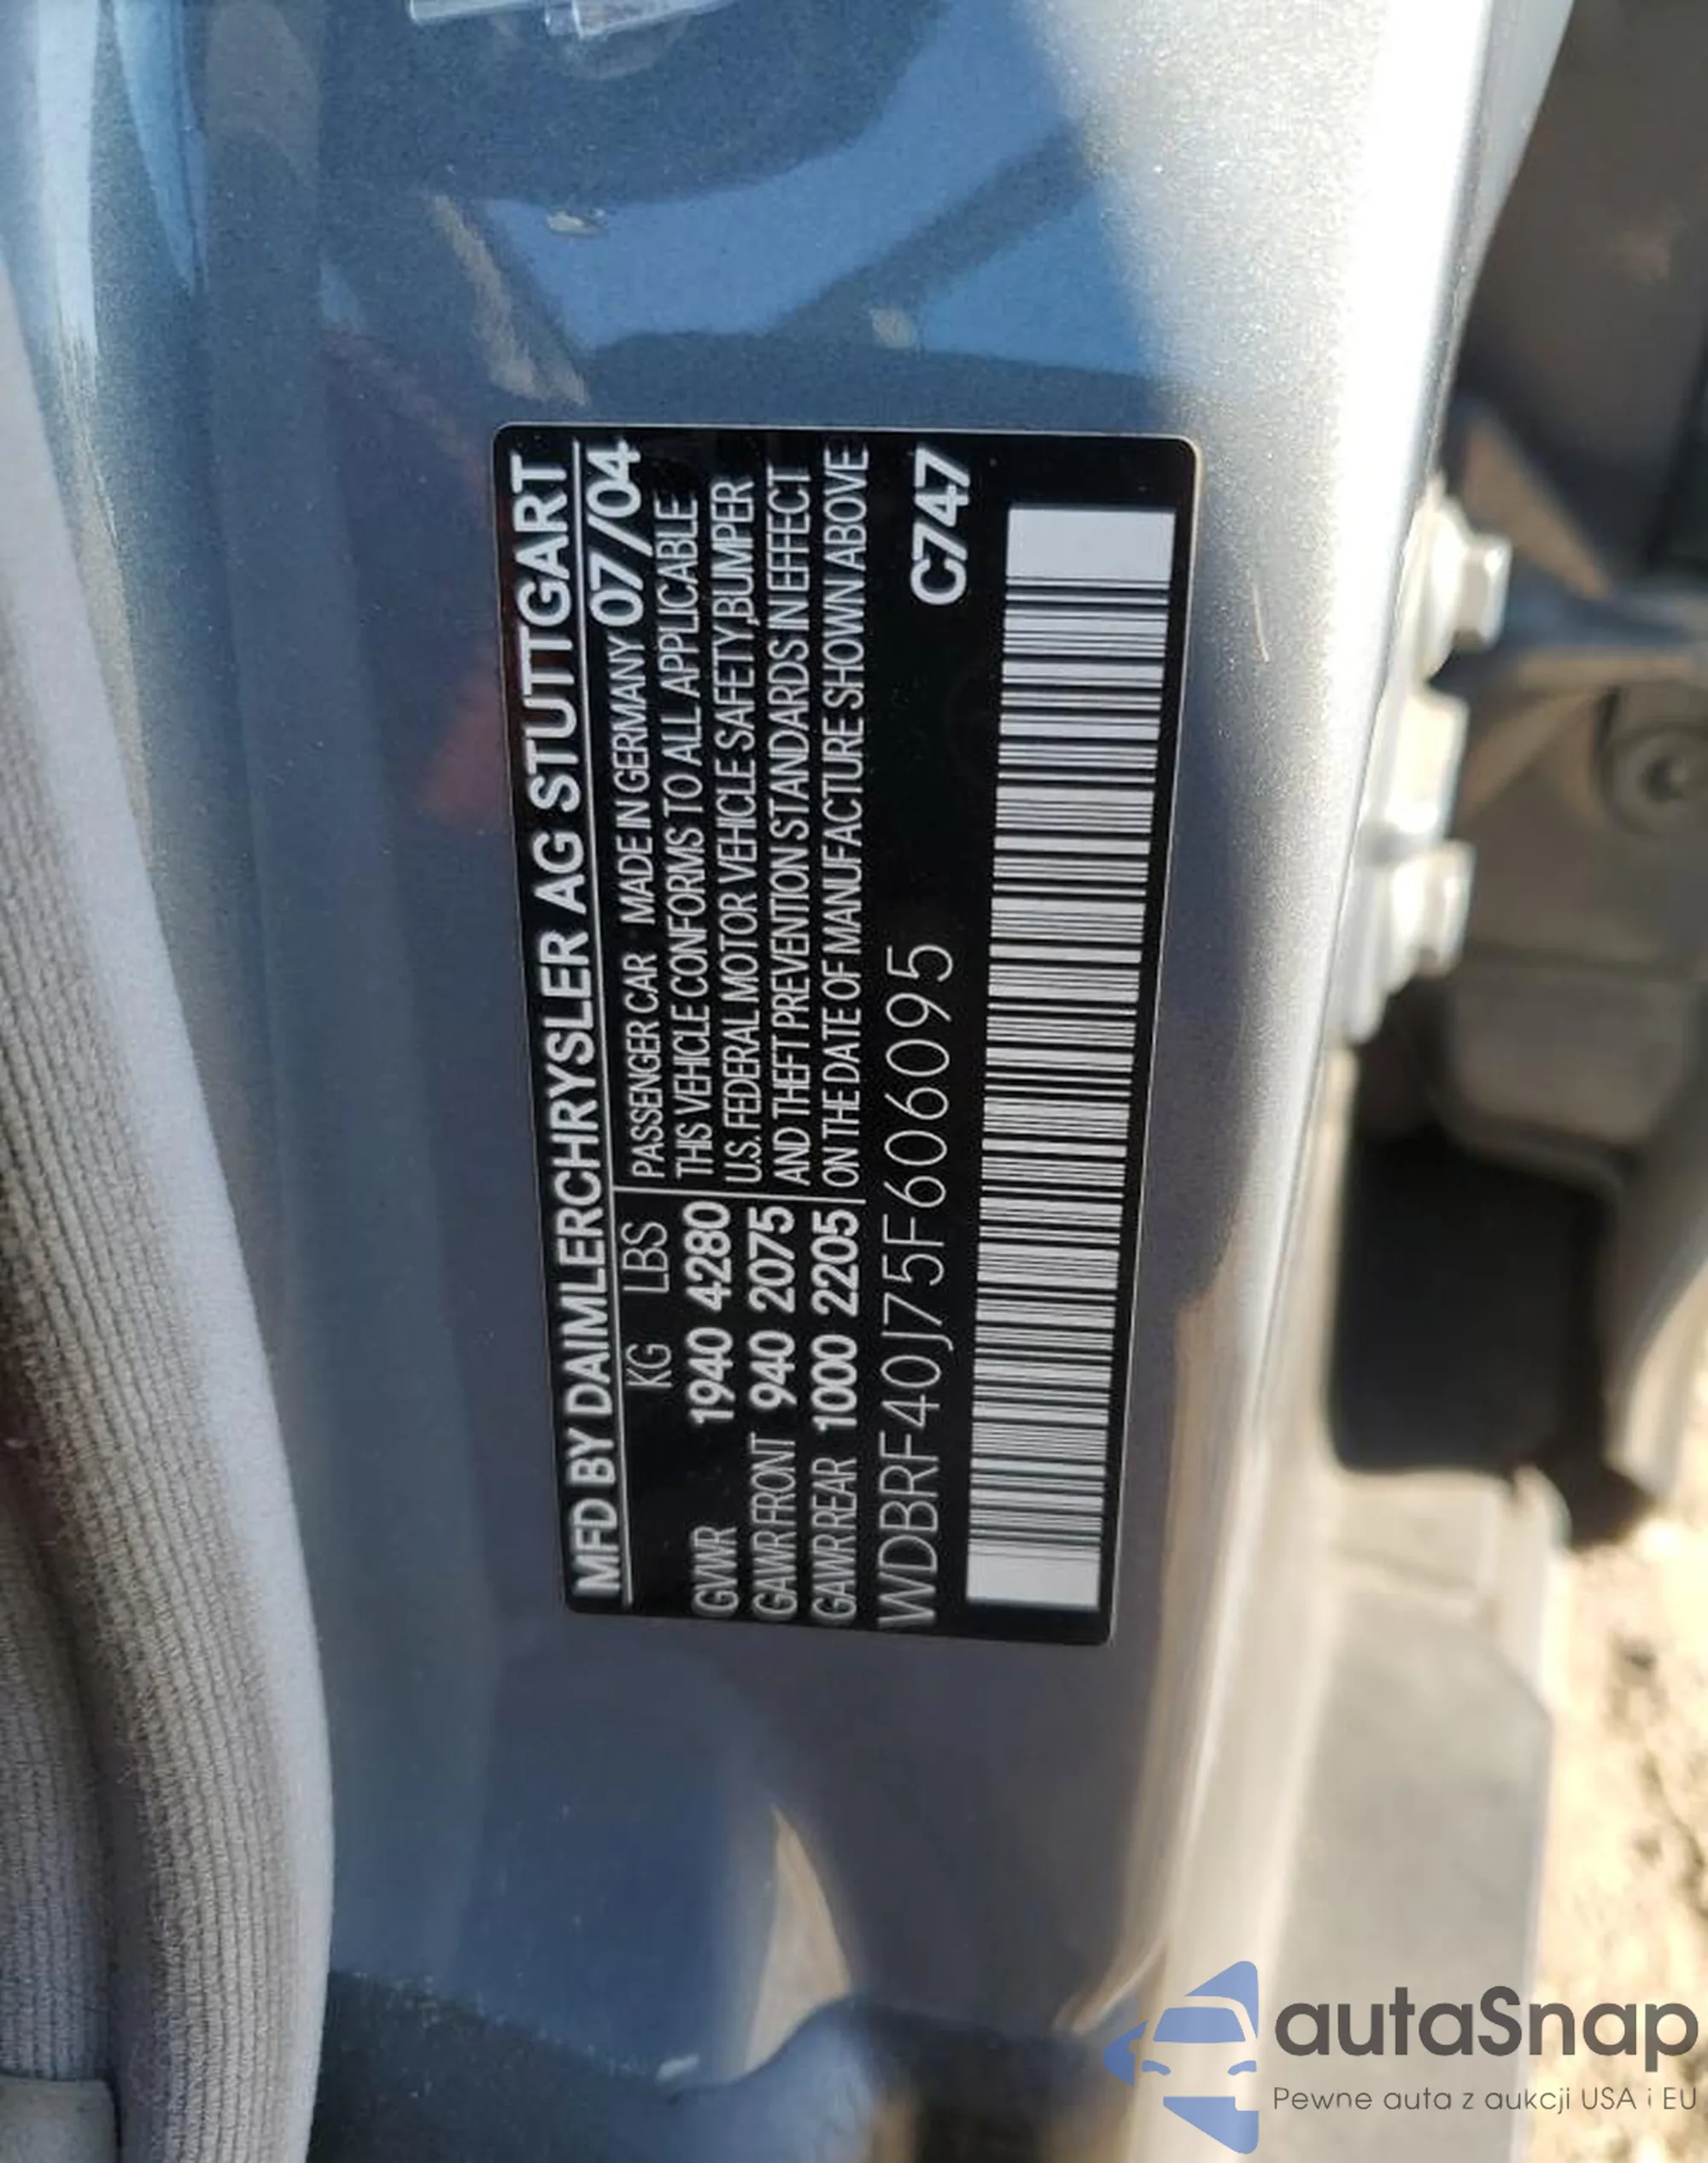 MFD BY DAIMLERCHRYSLER AG STUTTGART
KG LBS PASSENGER CAR MADE IN GERMANY 07/04
GVWR 1940 4280 THIS VEHICLE CONFORMS TO ALL APPLICABLE
GAWR FRONT 940 2075 U.S. FEDERAL MOTOR VEHICLE SAFETY, BUMPER
GAWR REAR 1000 2205 AND THEFT PREVENTION STANDARDS IN EFFECT
ON THE DATE OF MANUFACTURE SHOWN ABOVE
WDBRF40J75F606095 C747
autaSnap
Pewne auta z aukcji USA i EU